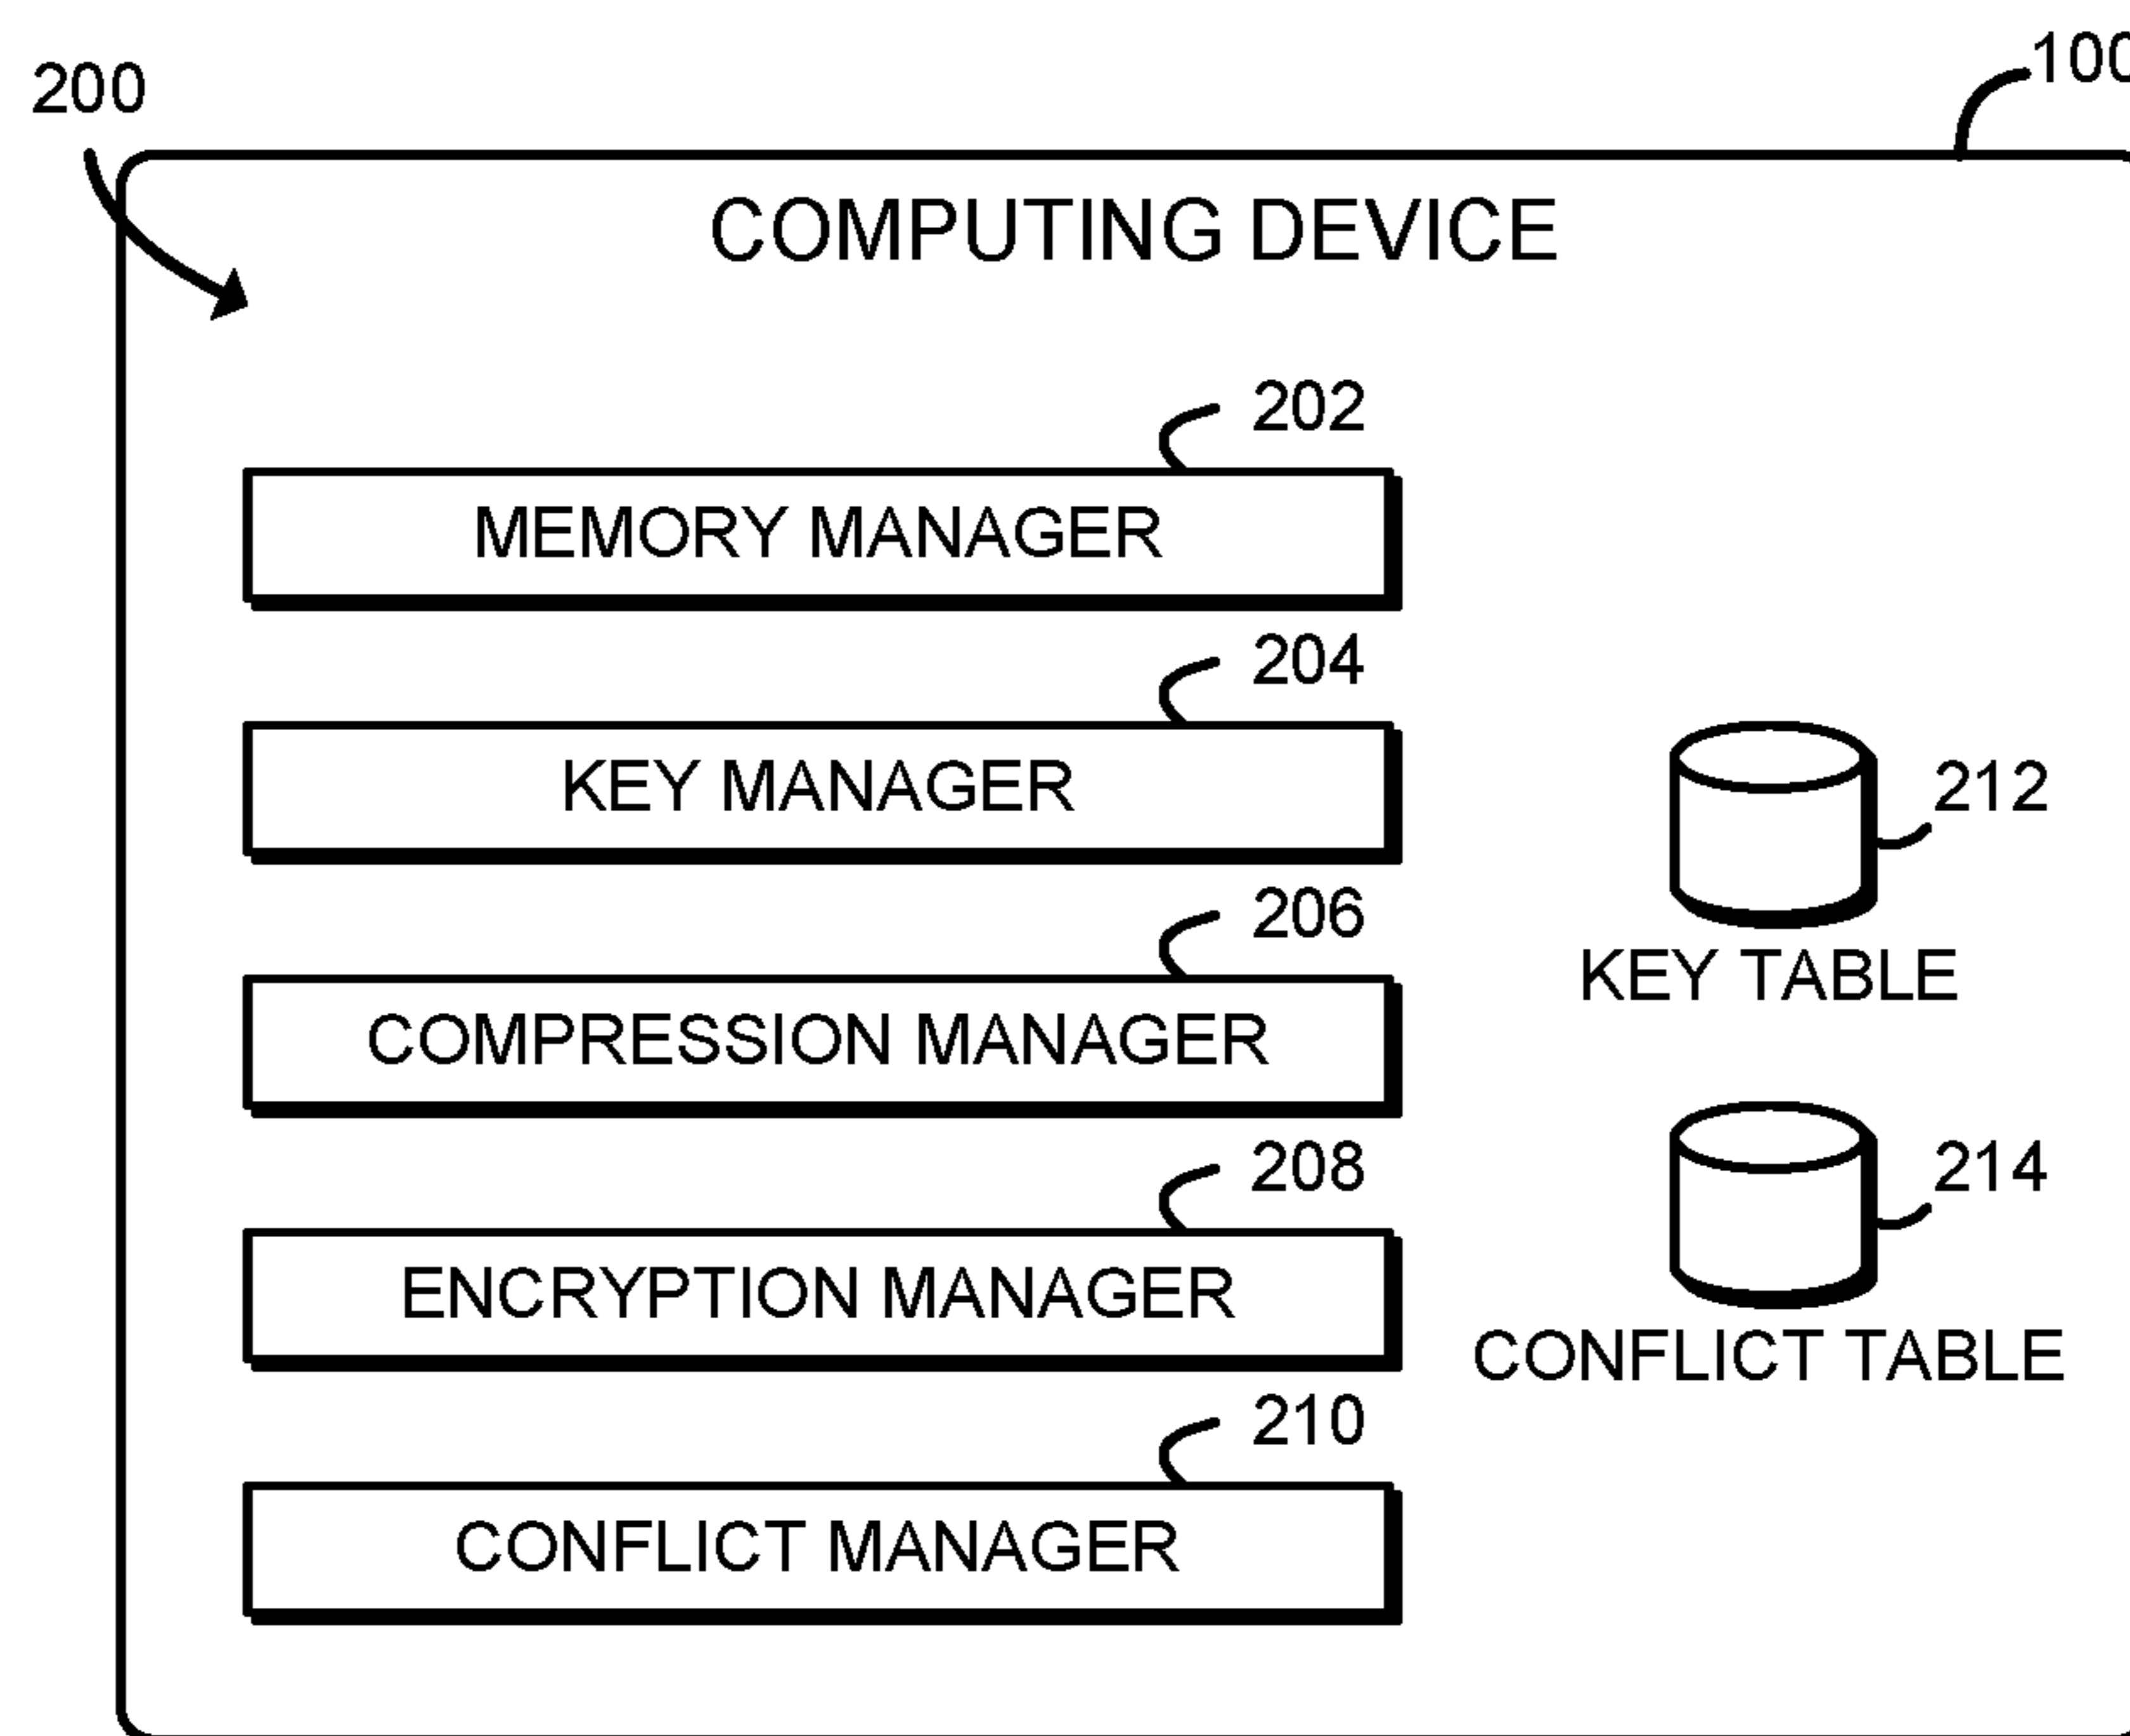 100
200
COMPUTING DEVICE
202
MEMORY MANAGER
204
KEY MANAGER
212
206
KEY TABLE
COMPRESSION MANAGER
208
214
ENCRYPTION MANAGER
CONFLICT TABLE
210
CONFLICT MANAGER